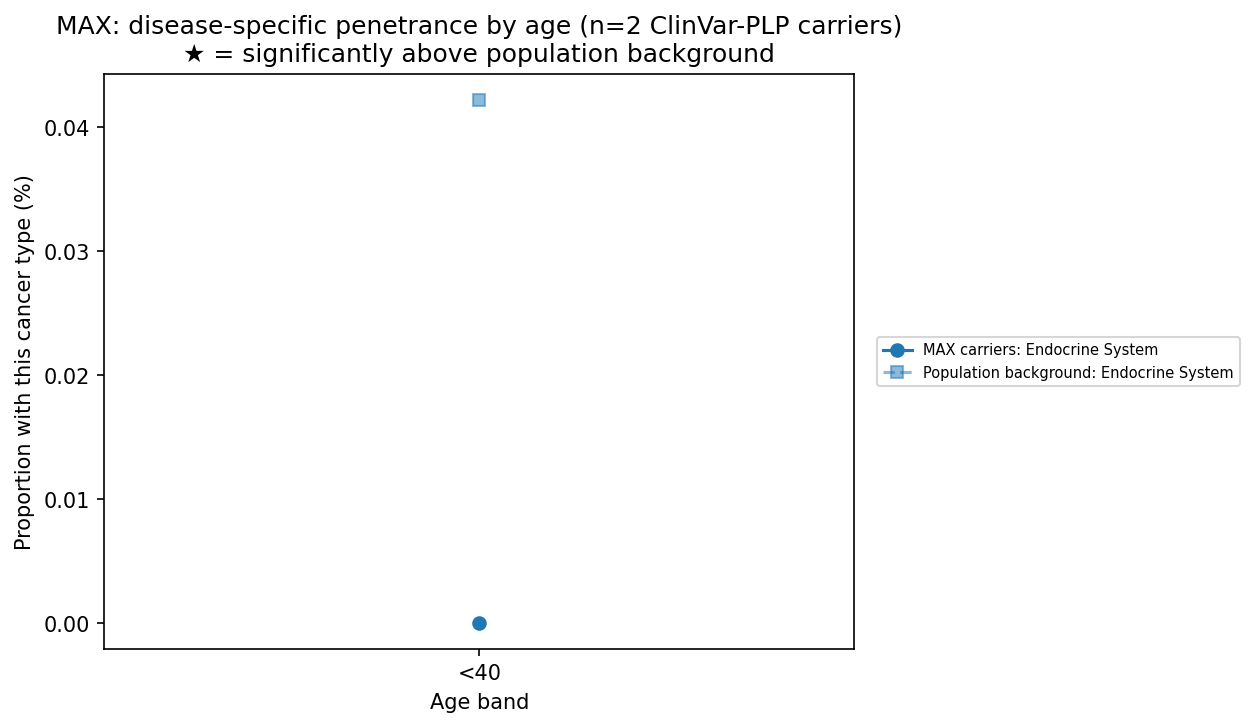 MAX: disease-specific penetrance by age (n=2 ClinVar-PLP carriers)
★ = significantly above population background
Proportion with this cancer type (%)
0.04
0.03
0.02
0.01
0.00
<40
Age band
MAX carriers: Endocrine System
Population background: Endocrine System